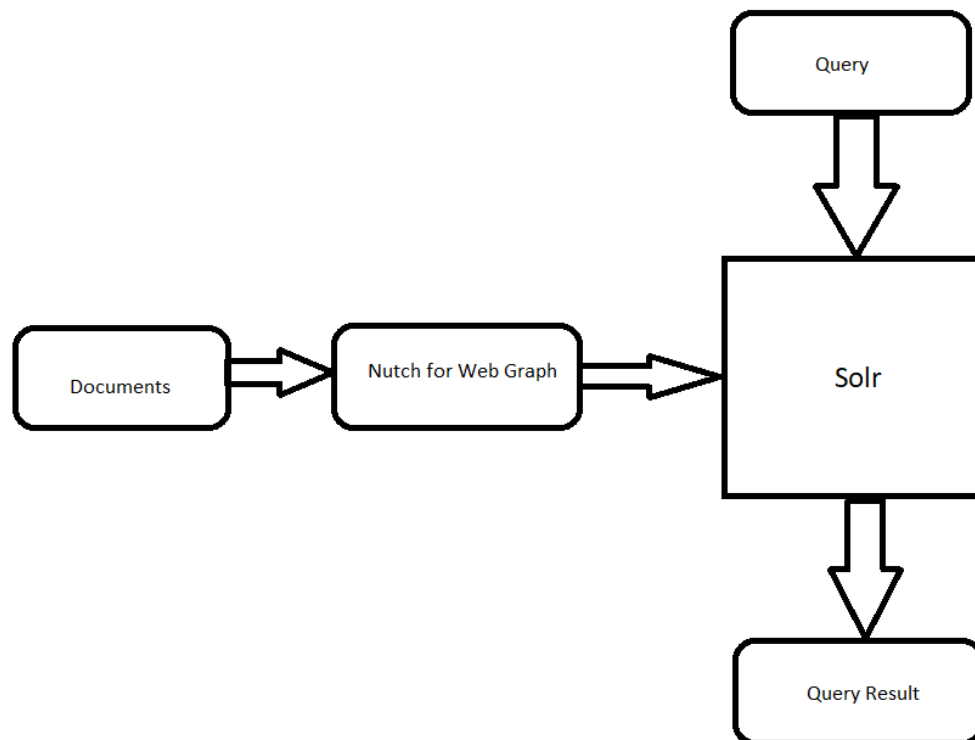 Query
Documents
Nutch for Web Graph
Solr
Query Result